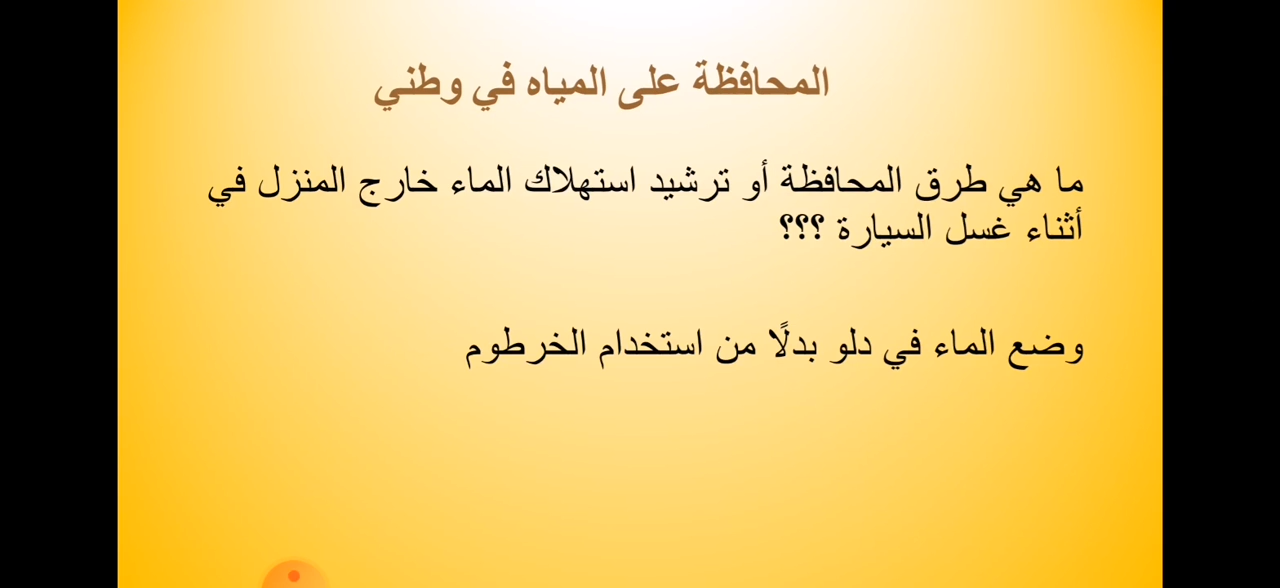 المحافظة على المياه في وطني
ما هي طرق المحافظة أو ترشيد استهلاك الماء خارج المنزل في
أثناء غسل السيارة ؟؟؟
وضع الماء في دلو بدلًا من استخدام الخرطوم